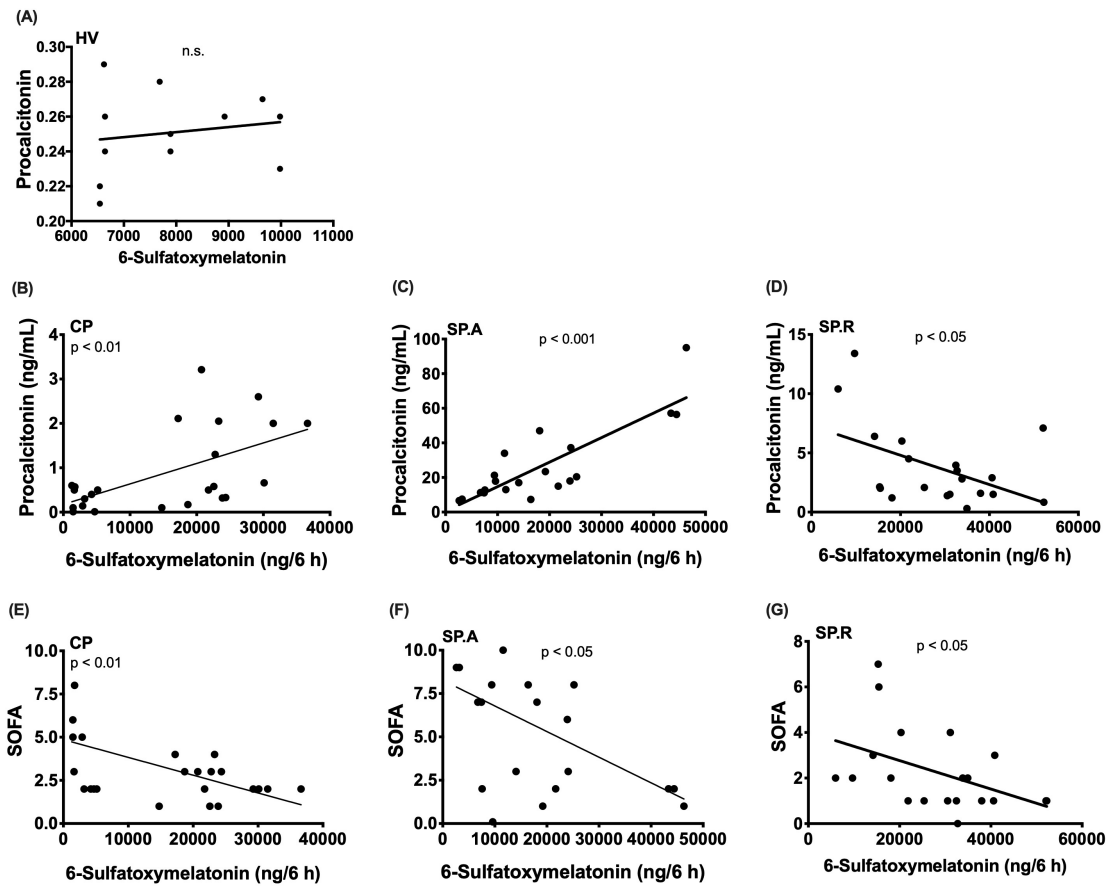 (A)
HV
n.s.
Procalcitonin
0.30
0.28
0.26
0.24
0.22
0.20
6000 7000 8000 9000 10000 11000
6-Sulfatoxymelatonin
(B)
CP
p < 0.01
Procalcitonin (ng/mL)
4
3
2
1
0
0 10000 20000 30000 40000
6-Sulfatoxymelatonin (ng/6 h)
(C)
SP.A
p < 0.001
Procalcitonin (ng/mL)
100
80
60
40
20
0
0 10000 20000 30000 40000 50000
6-Sulfatoxymelatonin (ng/6 h)
(D)
SP.R
p < 0.05
Procalcitonin (ng/mL)
15
10
5
0
0 20000 40000 60000
6-Sulfatoxymelatonin (ng/6 h)
(E)
CP
p < 0.01
SOFA
10.0
7.5
5.0
2.5
0.0
0 10000 20000 30000 40000
6-Sulfatoxymelatonin (ng/6 h)
(F)
SP.A
p < 0.05
SOFA
10.0
7.5
5.0
2.5
0.0
0 10000 20000 30000 40000 50000
6-Sulfatoxymelatonin (ng/6 h)
(G)
SP.R
p < 0.05
SOFA
8
6
4
2
0
0 20000 40000 60000
6-Sulfatoxymelatonin (ng/6 h)